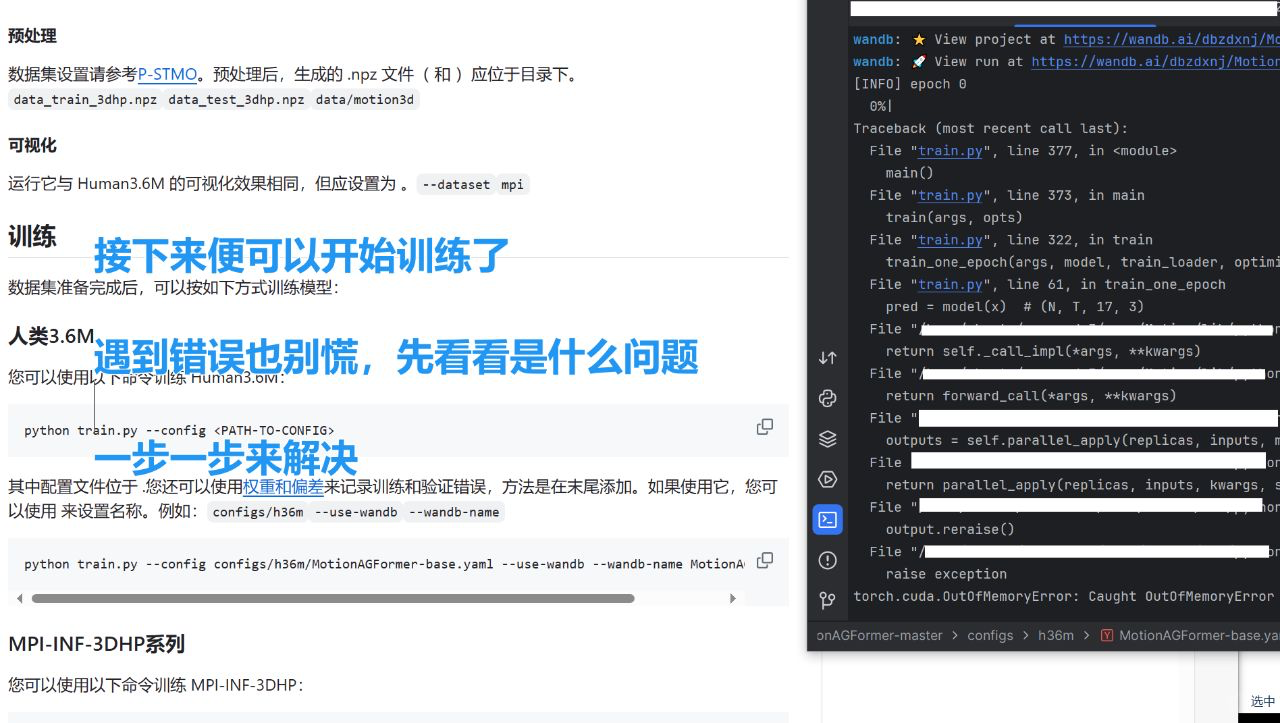 预处理
数据集设置请参考P-STMO。预处理后，生成的 .npz 文件（ 和 ）应位于目录下。
data_train_3dhp.npz data_test_3dhp.npz data/motion3d
可视化
运行它与 Human3.6M 的可视化效果相同，但应设置为 。 --dataset mpi
训练
接下来便可以开始训练了
数据集准备完成后，可以按如下方式训练模型：
人类3.6M
遇到错误也别慌，先看看是什么问题
您可以使用以下命令训练 Human3.6M：
python train.py --config <PATH-TO-CONFIG>
一步一步来解决
其中配置文件位于 .您还可以使用权重和偏差来记录训练和验证错误，方法是在末尾添加。如果使用它，您可
以使用 来设置名称。例如： configs/h36m --use-wandb --wandb-name
python train.py --config configs/h36m/MotionAGFormer-base.yaml --use-wandb --wandb-name MotionA
MPI-INF-3DHP系列
您可以使用以下命令训练 MPI-INF-3DHP：
wandb: ⭐ View project at https://wandb.ai/dbzdxnj/Mo
wandb: 🚀 View run at https://wandb.ai/dbzdxnj/Motion
[INFO] epoch 0
0%|
Traceback (most recent call last):
File "train.py", line 377, in <module>
main()
File "train.py", line 373, in main
train(args, opts)
File "train.py", line 322, in train
train_one_epoch(args, model, train_loader, optimi
File "train.py", line 61, in train_one_epoch
pred = model(x)  # (N, T, 17, 3)
File "/
return self._call_impl(*args, **kwargs)
File "/
return forward_call(*args, **kwargs)
File "
outputs = self.parallel_apply(replicas, inputs, m
File
return parallel_apply(replicas, inputs, kwargs, s
File "
output.reraise()
File "/
raise exception
torch.cuda.OutOfMemoryError: Caught OutOfMemoryError
onAGFormer-master > configs > h36m > MotionAGFormer-base.ya
选中